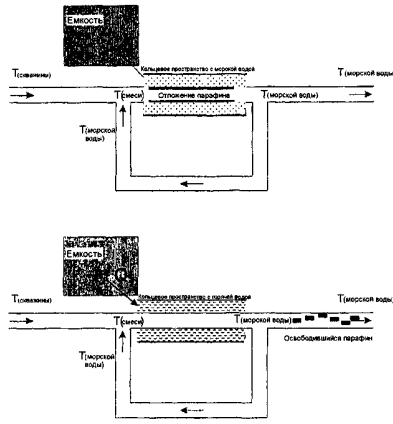 Емкость
Кольцевое пространство с морской водой
Т(скважины)
Т(морской воды)
Т(смеси)
Отложение парафина
Т(морской воды)
Т(морской
воды)
Емкость
Кольцевое пространство с горячей водой
Т(скважины)
Т(морской воды)
Т(смеси)
Т(морской воды)
Т(морской
воды)
Освободившийся парафин